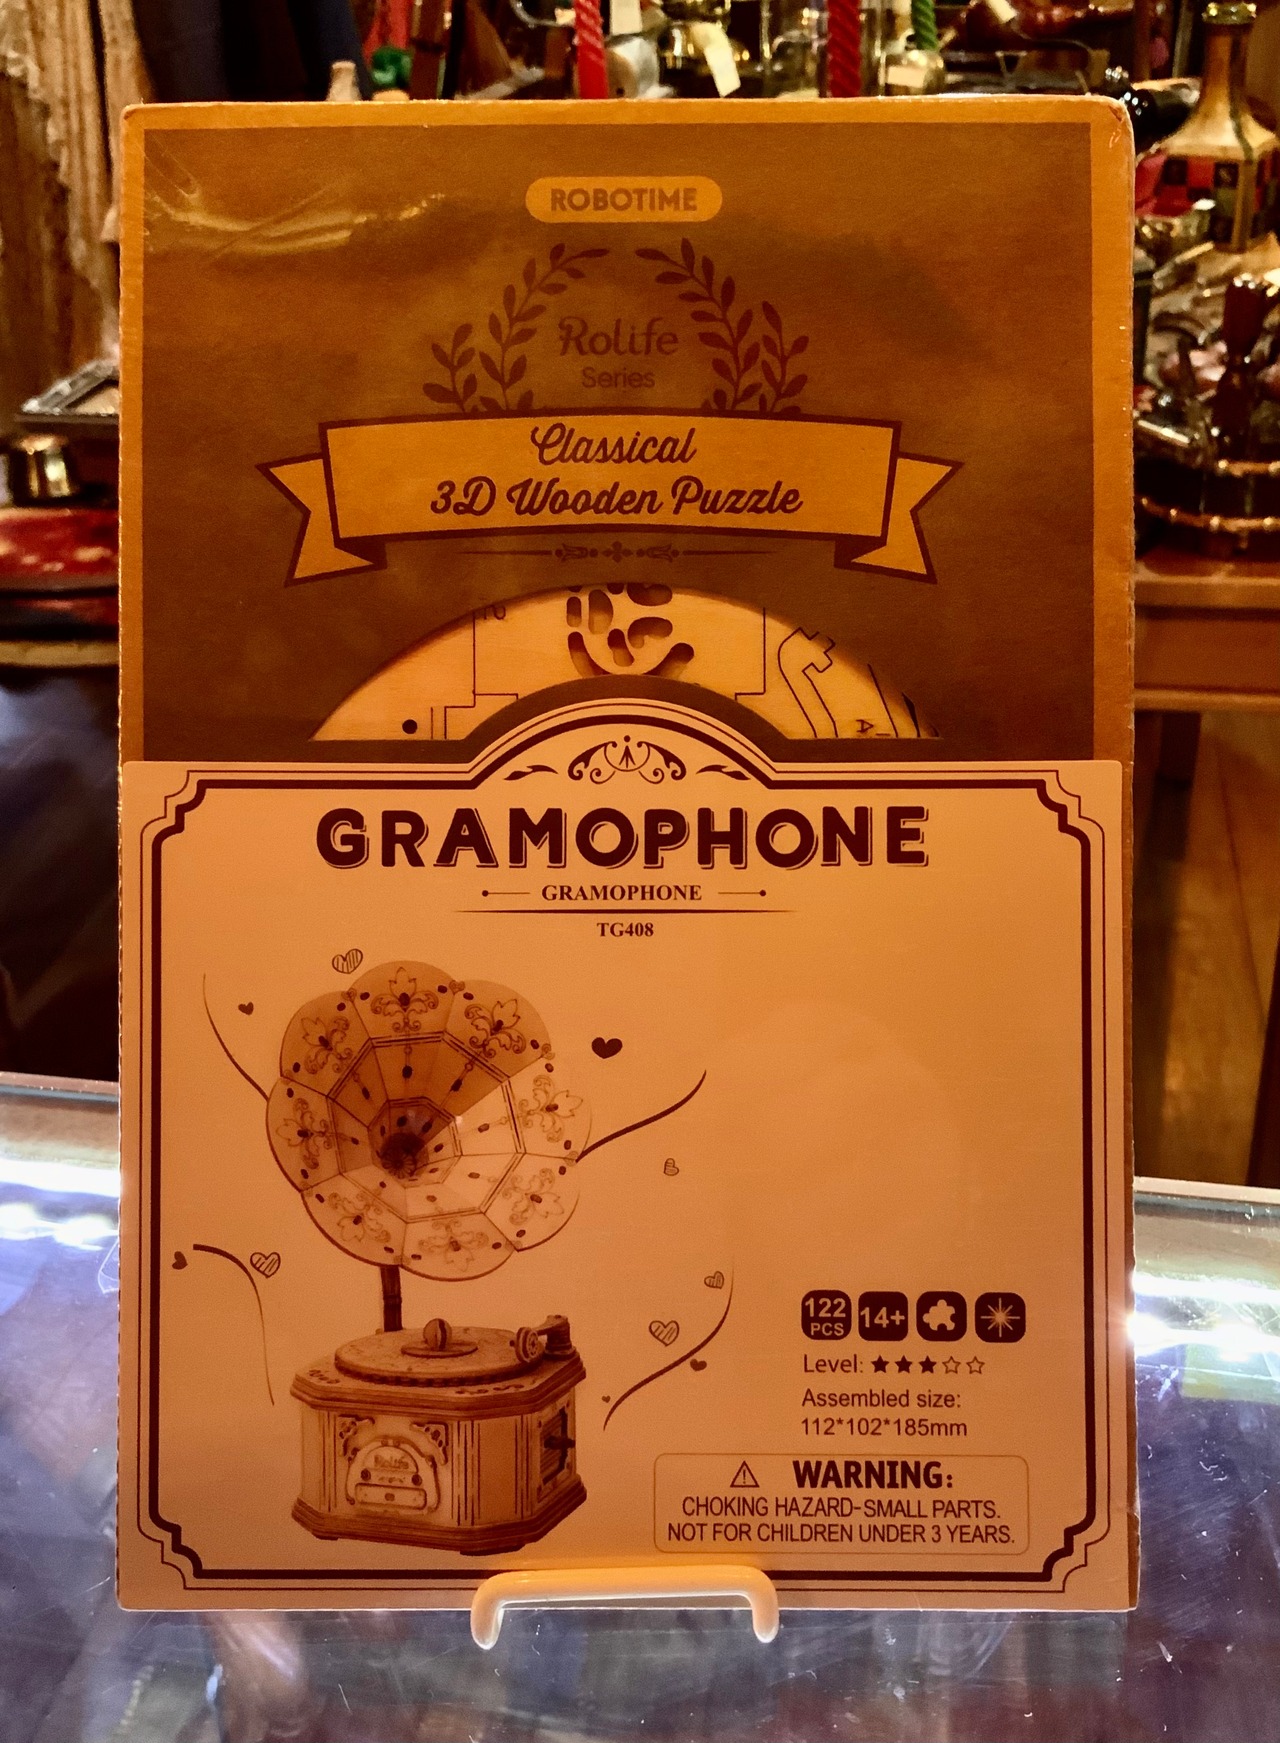 ROBOTIME
Rolife
Series
Classical
3D Wooden Puzzle
GRAMOPHONE
GRAMOPHONE
TG408
Rolife
122
PCS
14+
Level:
Assembled size:
112*102*185mm
WARNING:
CHOKING HAZARD-SMALL PARTS.
NOT FOR CHILDREN UNDER 3 YEARS.